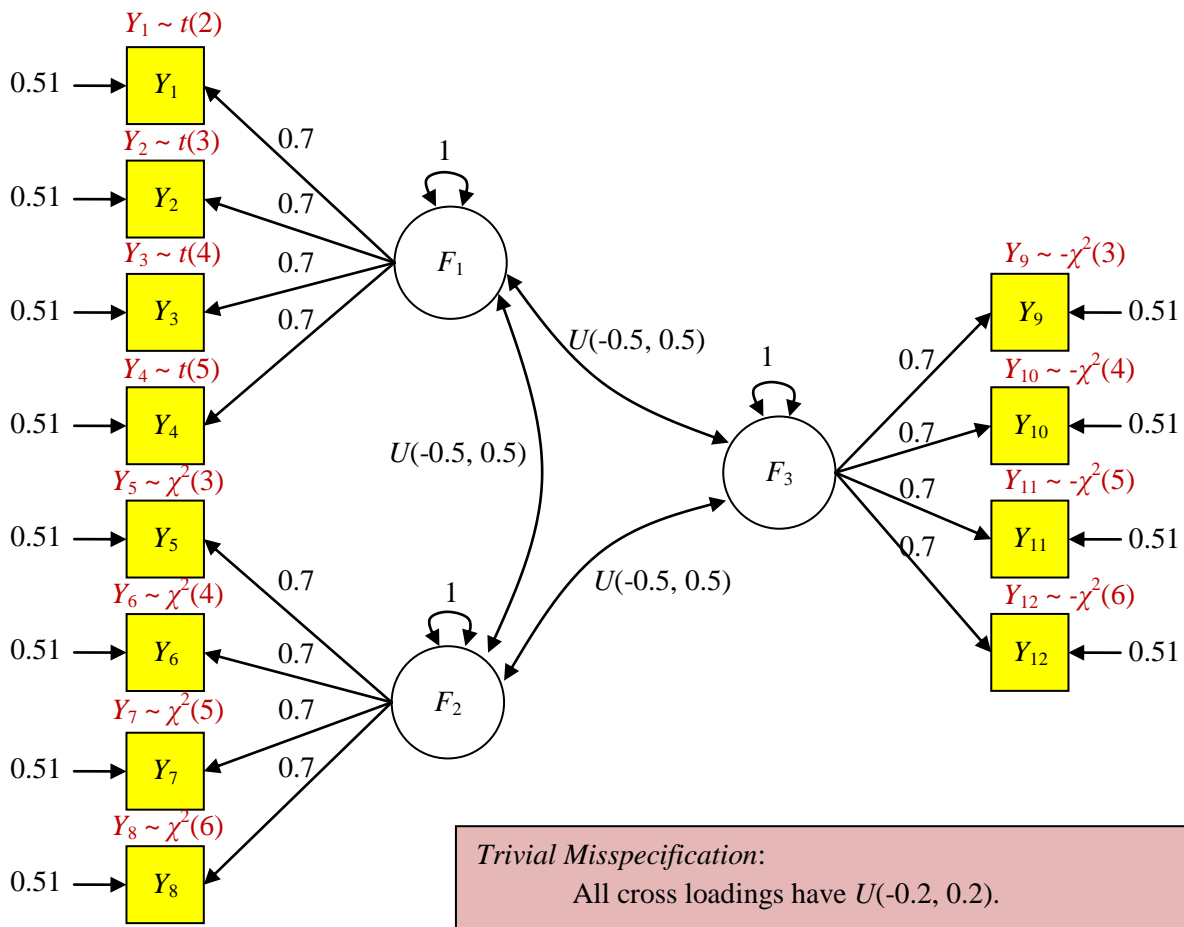 Y₁ ~ t(2)
0.51
Y₁
0.7
Y₂ ~ t(3)
0.51
Y₂
0.7
Y₃ ~ t(4)
0.51
Y₃
0.7
Y₄ ~ t(5)
0.51
Y₄
0.7
1
F₁
Y₅ ~ χ²(3)
0.51
Y₅
0.7
Y₆ ~ χ²(4)
0.51
Y₆
0.7
Y₇ ~ χ²(5)
0.51
Y₇
0.7
Y₈ ~ χ²(6)
0.51
Y₈
0.7
1
F₂
U(-0.5, 0.5)
U(-0.5, 0.5)
U(-0.5, 0.5)
1
F₃
Y₉ ~ -χ²(3)
0.7
Y₉
0.51
Y₁₀ ~ -χ²(4)
0.7
Y₁₀
0.51
Y₁₁ ~ -χ²(5)
0.7
Y₁₁
0.51
Y₁₂ ~ -χ²(6)
0.7
Y₁₂
0.51
Trivial Misspecification:
All cross loadings have U(-0.2, 0.2).